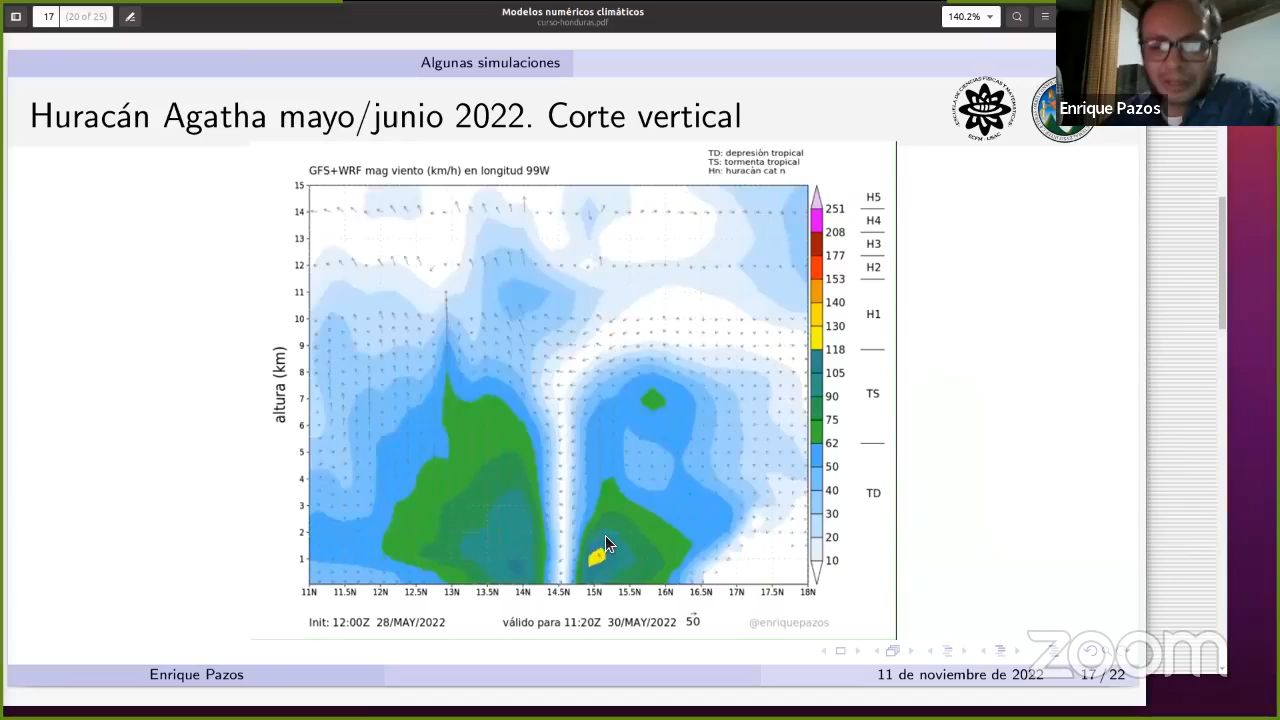 17 (20 of 25)
Modelos numéricos climáticos
curso-honduras.pdf
140.2%
Algunas simulaciones
Huracán Agatha mayo/junio 2022. Corte vertical
Enrique Pazos
TD: depresión tropical
TS: tormenta tropical
Hn: huracán cat n
GFS+WRF mag viento (km/h) en longitud 99W
15
14
13
12
11
10
9
8
7
6
5
4
3
2
1
altura (km)
11N 11.5N 12N 12.5N 13N 13.5N 14N 14.5N 15N 15.5N 16N 16.5N 17N 17.5N 18N
251
208
177
153
140
130
118
105
90
75
62
50
40
30
20
10
H5
H4
H3
H2
H1
TS
TD
Init: 12:00Z 28/MAY/2022 válido para 11:20Z 30/MAY/2022 50 @enriquepazos
zoom
Enrique Pazos 11 de noviembre de 2022 17 / 22